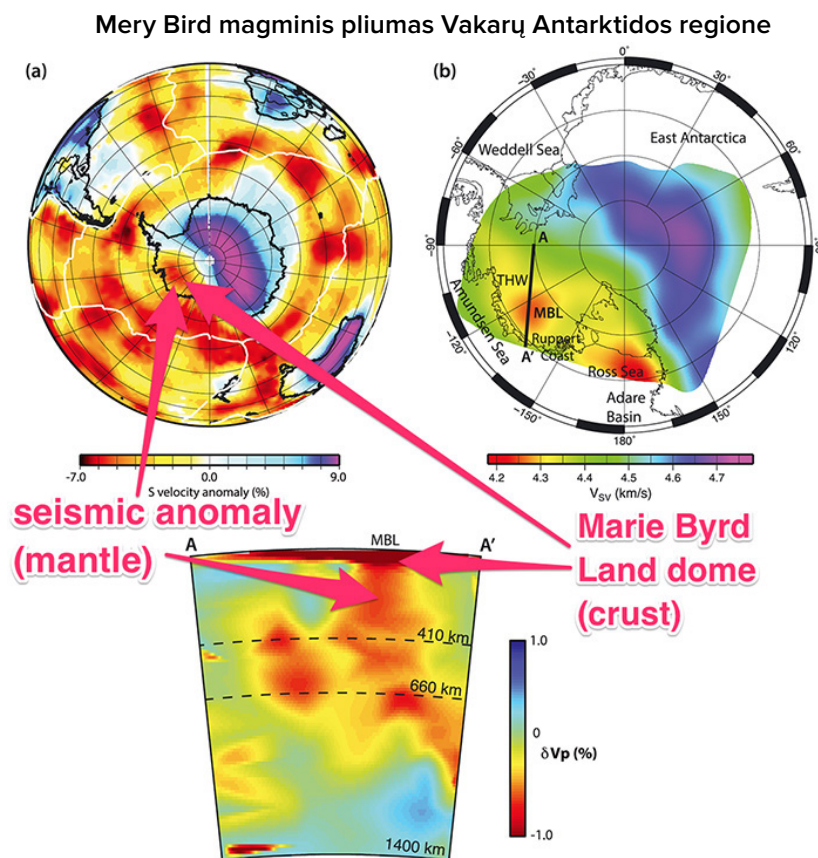 Mery Bird magminis pliumas Vakarų Antarktidos regione
(a)
(b)
0˚
-30˚
30˚
Weddell Sea
East Antarctica
-60˚
60˚
-90˚
90˚
A
THW
MBL
Amundsen Sea
Ruppert
Coast
A'
-120˚
120˚
Ross Sea
Adare
Basin
-150˚
150˚
180˚
-7.0 0.0 9.0
S velocity anomaly (%)
4.2 4.3 4.4 4.5 4.6 4.7
VSV (km/s)
seismic anomaly
(mantle)
Marie Byrd
Land dome
(crust)
A MBL A'
410 km
660 km
1400 km
1.0
0
-1.0
δVp (%)